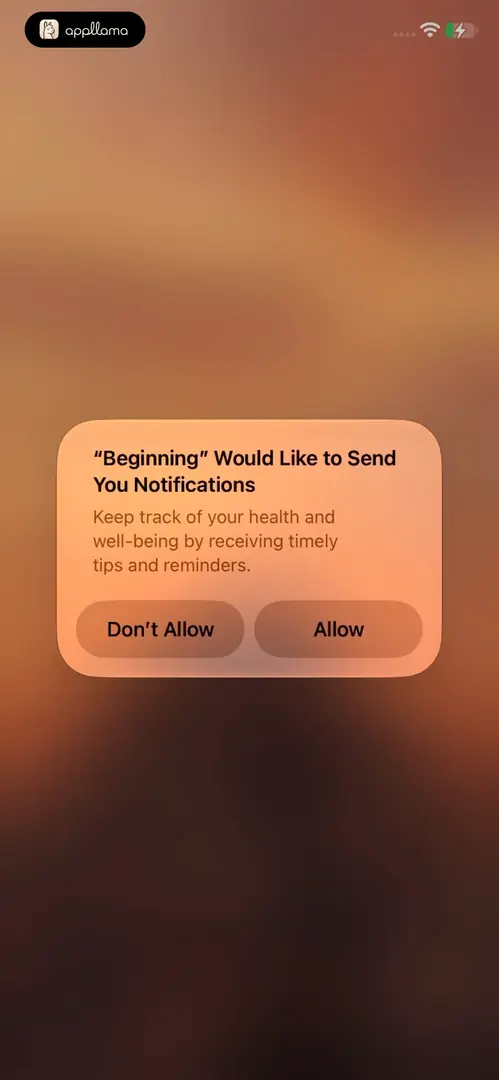 appllama
“Beginning” Would Like to Send
You Notifications
Keep track of your health and
well-being by receiving timely
tips and reminders.
Don’t Allow
Allow